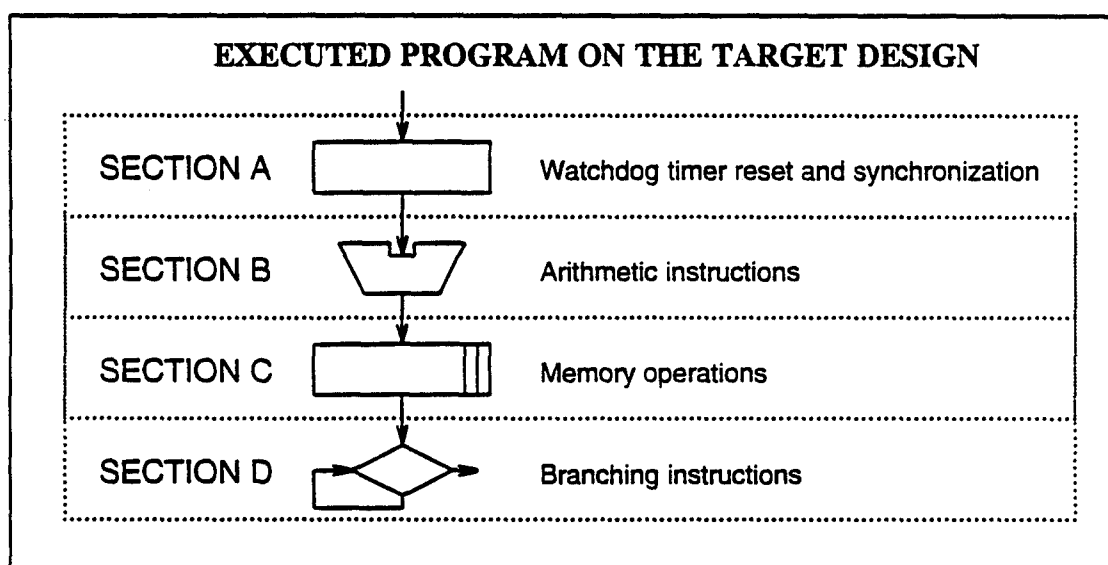 EXECUTED PROGRAM ON THE TARGET DESIGN
SECTION A Watchdog timer reset and synchronization
SECTION B Arithmetic instructions
SECTION C Memory operations
SECTION D Branching instructions